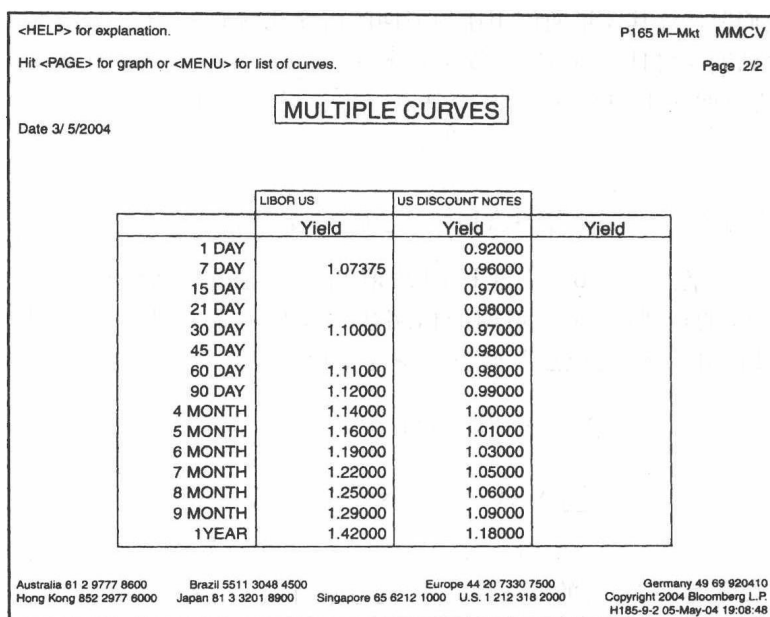 <HELP> for explanation. P165 M–Mkt MMCV
Hit <PAGE> for graph or <MENU> for list of curves. Page 2/2
MULTIPLE CURVES
Date 3/ 5/2004
LIBOR US US DISCOUNT NOTES
Yield Yield Yield
1 DAY 0.92000
7 DAY 1.07375 0.96000
15 DAY 0.97000
21 DAY 0.98000
30 DAY 1.10000 0.97000
45 DAY 0.98000
60 DAY 1.11000 0.98000
90 DAY 1.12000 0.99000
4 MONTH 1.14000 1.00000
5 MONTH 1.16000 1.01000
6 MONTH 1.19000 1.03000
7 MONTH 1.22000 1.05000
8 MONTH 1.25000 1.06000
9 MONTH 1.29000 1.09000
1YEAR 1.42000 1.18000
Australia 61 2 9777 8600 Brazil 5511 3048 4500 Europe 44 20 7330 7500 Germany 49 69 920410
Hong Kong 852 2977 6000 Japan 81 3 3201 8900 Singapore 65 6212 1000 U.S. 1 212 318 2000 Copyright 2004 Bloomberg L.P.
H185-9-2 05-May-04 19:08:48